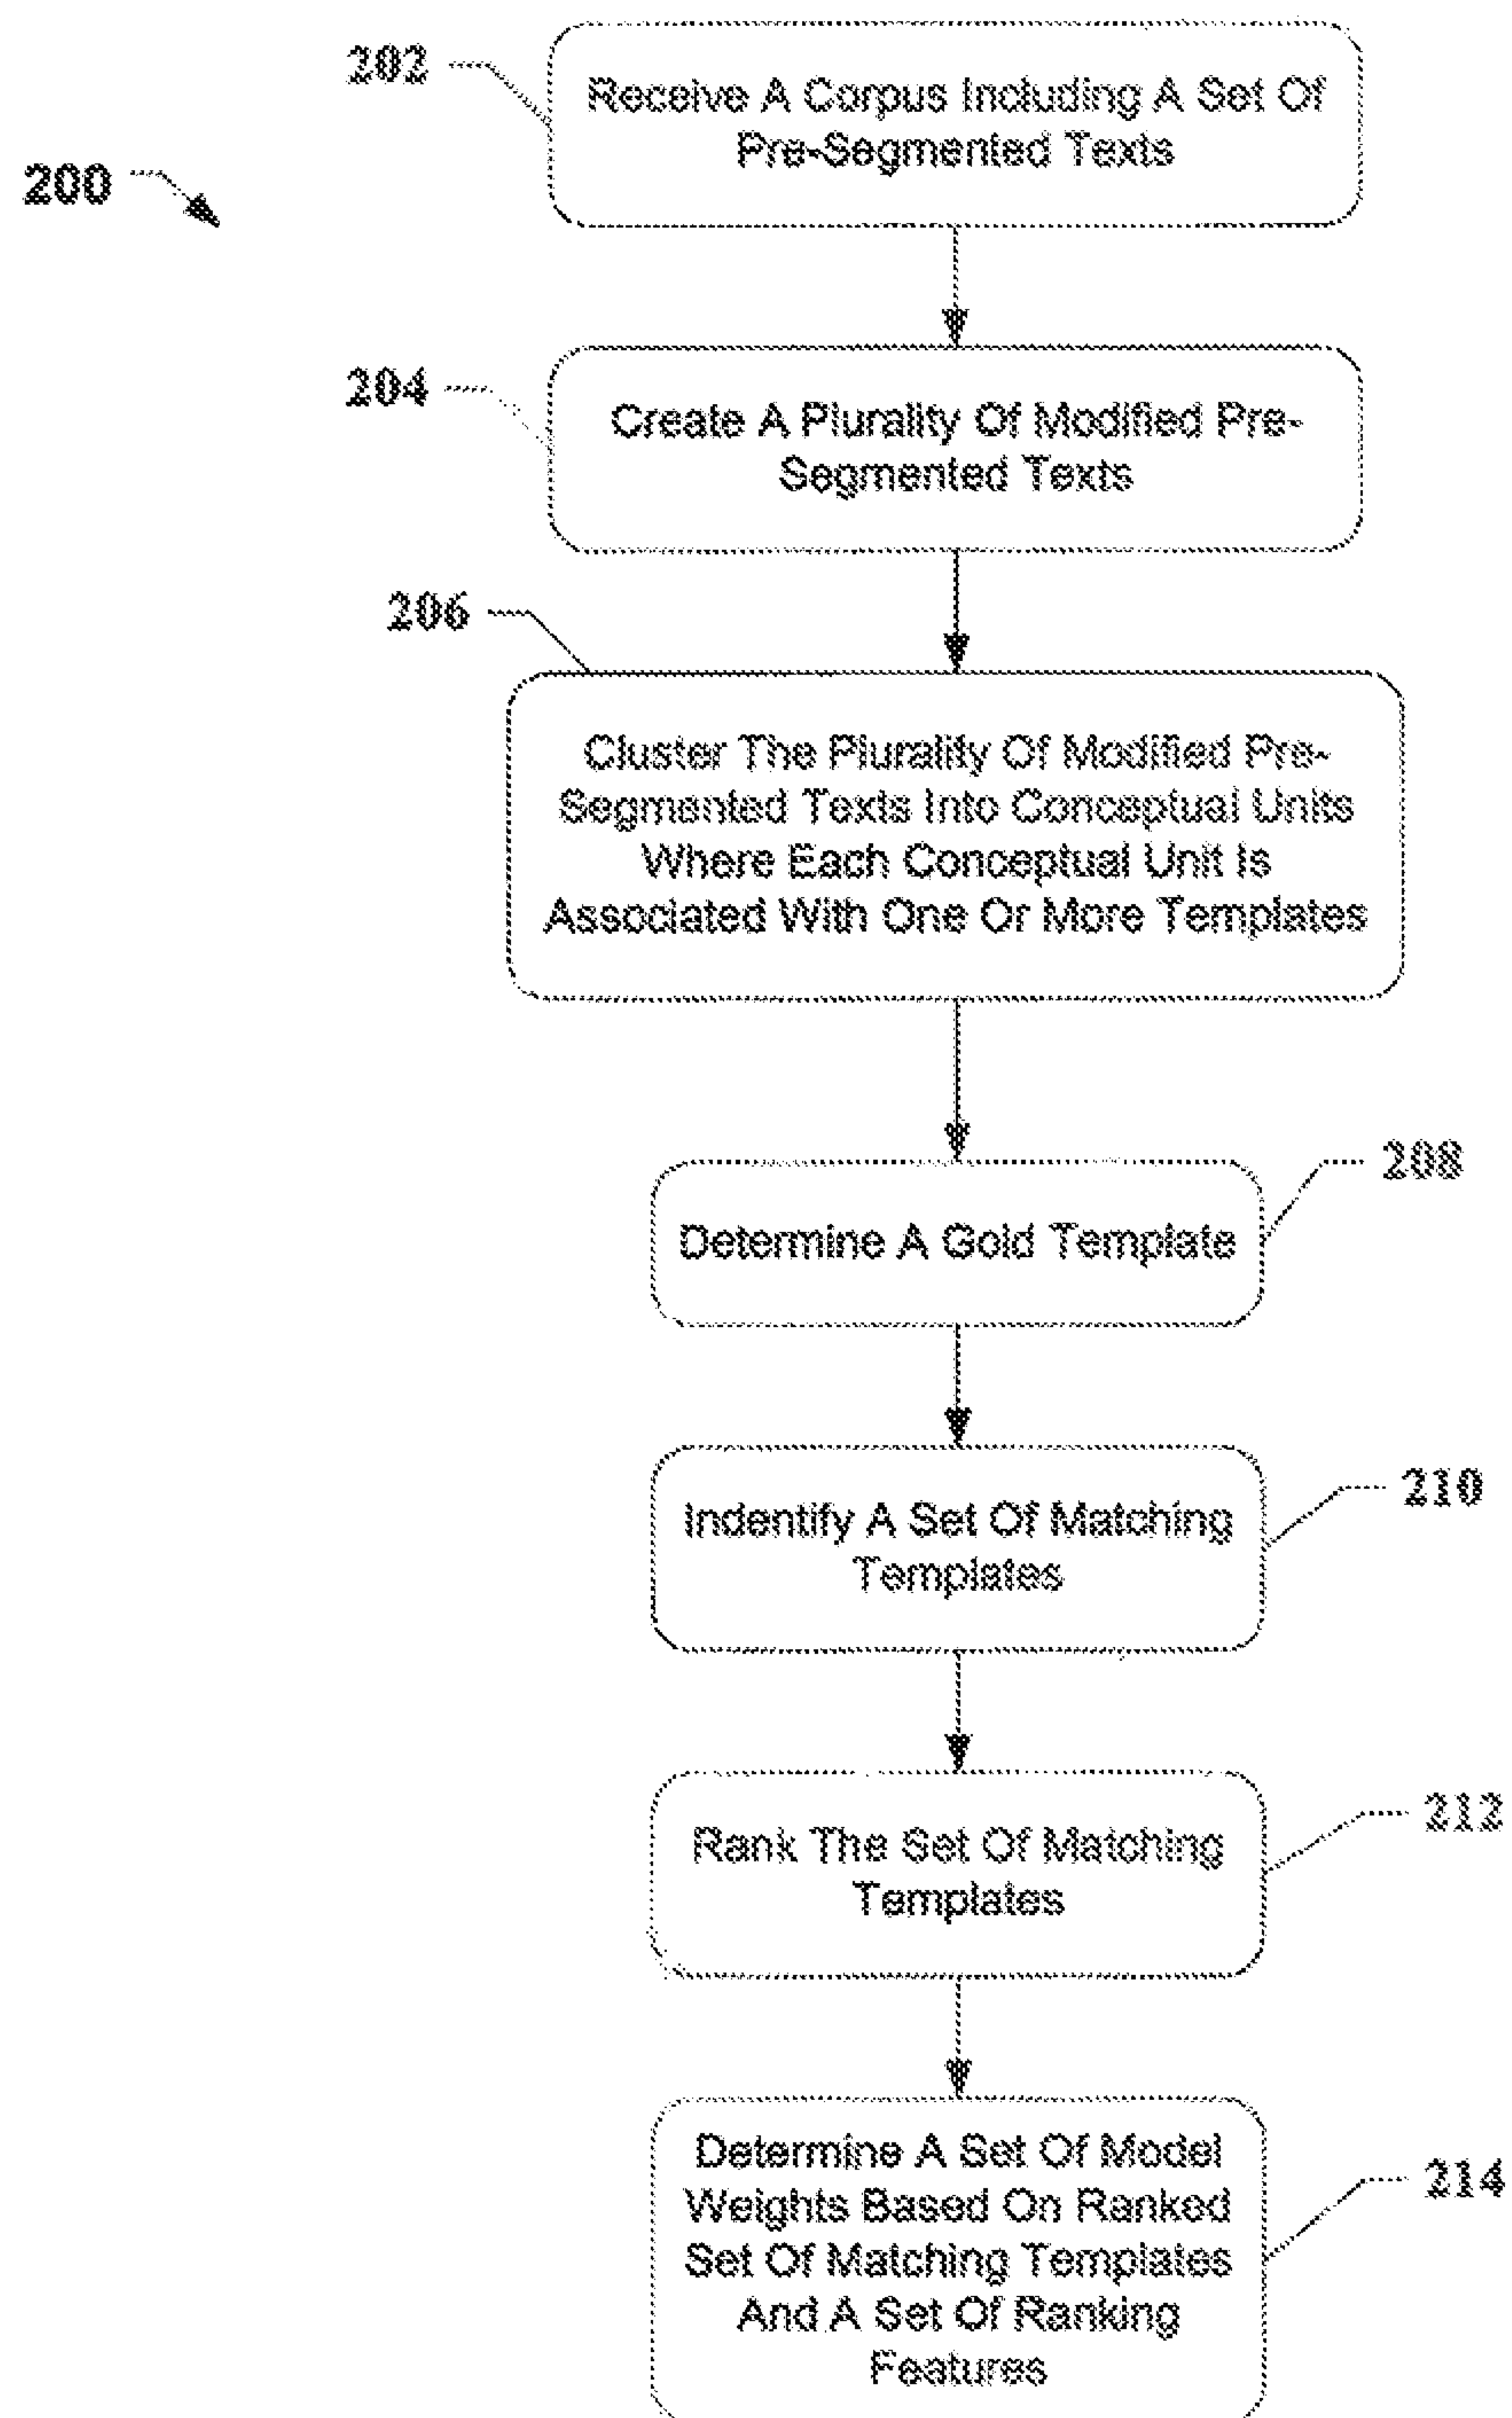 202
Receive A Corpus Including A Set Of
Pre-Segmented Texts
200
204
Create A Plurality Of Modified Pre-
Segmented Texts
206
Cluster The Plurality Of Modified Pre-
Segmented Texts Into Conceptual Units
Where Each Conceptual Unit Is
Associated With One Or More Templates
208
Determine A Gold Template
210
Indentify A Set Of Matching
Templates
212
Rank The Set Of Matching
Templates
214
Determine A Set Of Model
Weights Based On Ranked
Set Of Matching Templates
And A Set Of Ranking
Features